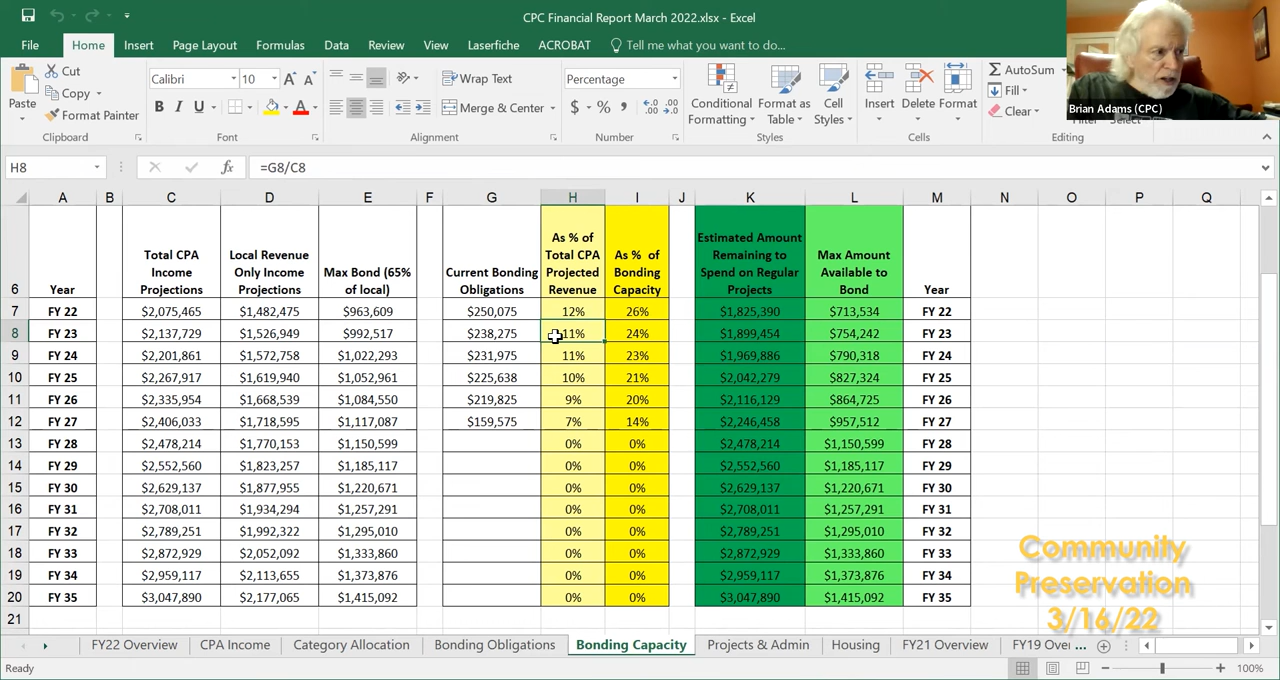 CPC Financial Report March 2022.xlsx - Excel
File Home Insert Page Layout Formulas Data Review View Laserfiche ACROBAT Tell me what you want to do...
Brian Adams (CPC)
Paste
Cut
Copy
Format Painter
Calibri 10 A A
B I U A
Wrap Text
Merge & Center
Percentage
$ % ,
Conditional Formatting
Format as Table
Cell Styles
Insert Delete Format
AutoSum
Fill
Clear
Clipboard Font Alignment Number Styles Cells Editing
H8 fx =G8/C8
A B C D E F G H I J K L M N O P Q
6 Year Total CPA Income Projections Local Revenue Only Income Projections Max Bond (65% of local) Current Bonding Obligations As % of Total CPA Projected Revenue As % of Bonding Capacity Estimated Amount Remaining to Spend on Regular Projects Max Amount Available to Bond Year
7 FY 22 $2,075,465 $1,482,475 $963,609 $250,075 12% 26% $1,825,390 $713,534 FY 22
8 FY 23 $2,137,729 $1,526,949 $992,517 $238,275 11% 24% $1,899,454 $754,242 FY 23
9 FY 24 $2,201,861 $1,572,758 $1,022,293 $231,975 11% 23% $1,969,886 $790,318 FY 24
10 FY 25 $2,267,917 $1,619,940 $1,052,961 $225,638 10% 21% $2,042,279 $827,324 FY 25
11 FY 26 $2,335,954 $1,668,539 $1,084,550 $219,825 9% 20% $2,116,129 $864,725 FY 26
12 FY 27 $2,406,033 $1,718,595 $1,117,087 $159,575 7% 14% $2,246,458 $957,512 FY 27
13 FY 28 $2,478,214 $1,770,153 $1,150,599 0% 0% $2,478,214 $1,150,599 FY 28
14 FY 29 $2,552,560 $1,823,257 $1,185,117 0% 0% $2,552,560 $1,185,117 FY 29
15 FY 30 $2,629,137 $1,877,955 $1,220,671 0% 0% $2,629,137 $1,220,671 FY 30
16 FY 31 $2,708,011 $1,934,294 $1,257,291 0% 0% $2,708,011 $1,257,291 FY 31
17 FY 32 $2,789,251 $1,992,322 $1,295,010 0% 0% $2,789,251 $1,295,010 FY 32
18 FY 33 $2,872,929 $2,052,092 $1,333,860 0% 0% $2,872,929 $1,333,860 FY 33
19 FY 34 $2,959,117 $2,113,655 $1,373,876 0% 0% $2,959,117 $1,373,876 FY 34
20 FY 35 $3,047,890 $2,177,065 $1,415,092 0% 0% $3,047,890 $1,415,092 FY 35
21
Community
Preservation
3/16/22
FY22 Overview CPA Income Category Allocation Bonding Obligations Bonding Capacity Projects & Admin Housing FY21 Overview FY19 Over ...
Ready 100%